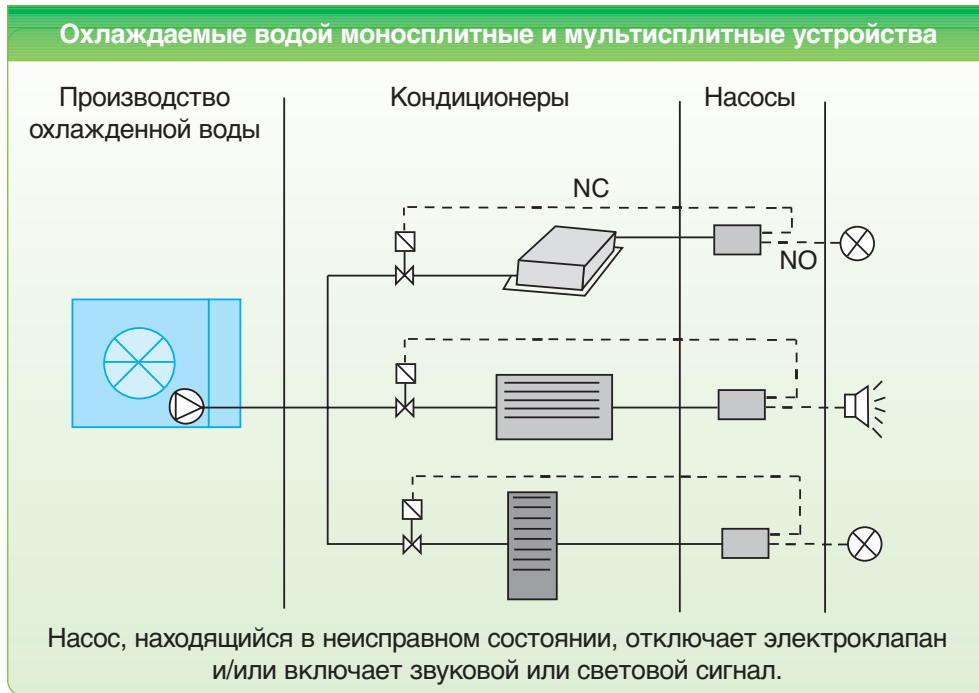 Охлаждаемые водой моносплитные и мультисплитные устройства
Производство
охлажденной воды
Кондиционеры
Насосы
NC
NO
Насос, находящийся в неисправном состоянии, отключает электроклапан
и/или включает звуковой или световой сигнал.